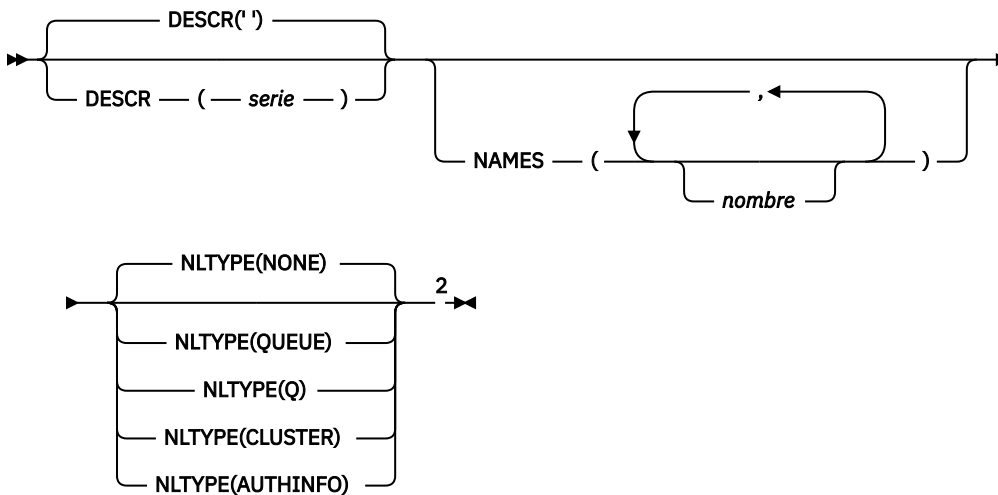 DESCR(' ')
DESCR ( serie )
,
NAMES ( )
nombre
NLTYPE(NONE)
2
NLTYPE(QUEUE)
NLTYPE(Q)
NLTYPE(CLUSTER)
NLTYPE(AUTHINFO)